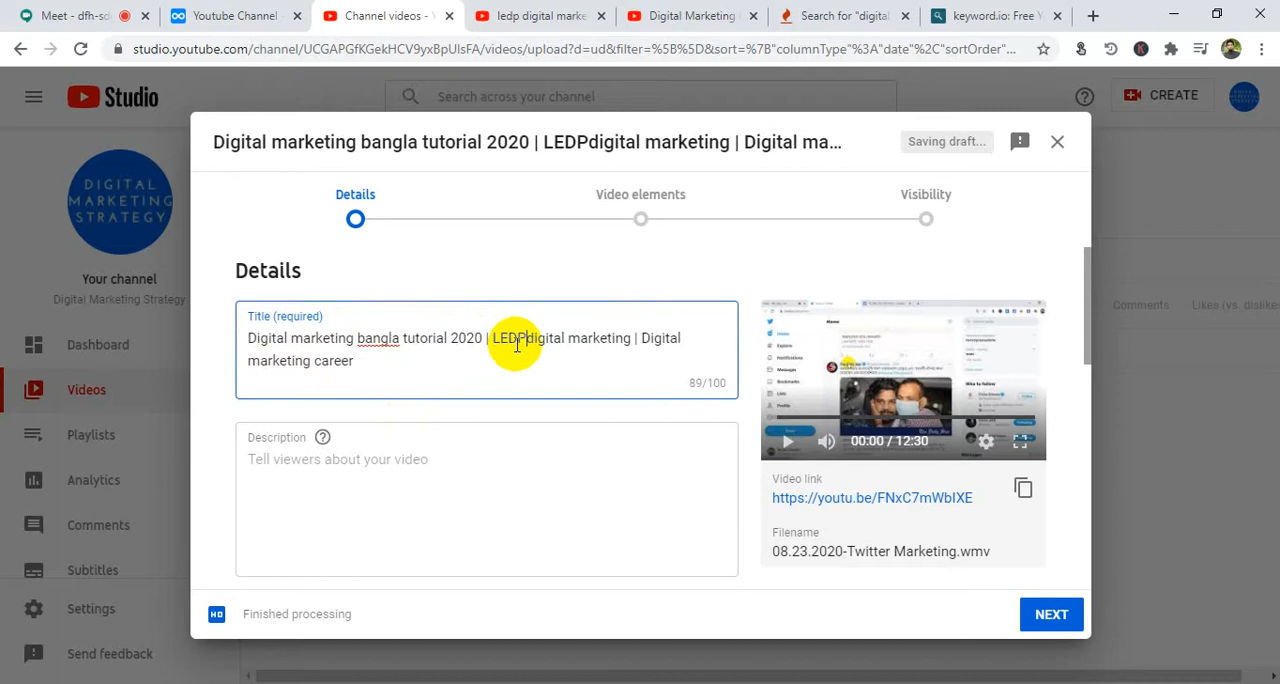 Meet - dfh-sd
Youtube Channel -
Channel videos - Y
ledp digital marke
Digital Marketing
Search for "digital
keyword.io: Free Y
studio.youtube.com/channel/UCGAPGfKGekHCV9yxBpUlsFA/videos/upload?d=ud&filter=%5B%5D&sort=%7B"columnType"%3A"date"%2C"sortOrder"...
Studio
Search across your channel
CREATE
DIGITAL
MARKETING
STRATEGY
Your channel
Digital Marketing Strategy
Dashboard
Videos
Playlists
Analytics
Comments
Subtitles
Settings
Send feedback
Digital marketing bangla tutorial 2020 | LEDPdigital marketing | Digital ma...
Saving draft...
Details
Video elements
Visibility
Details
Title (required)
Digital marketing bangla tutorial 2020 | LEDPdigital marketing | Digital
marketing career
89/100
Description
Tell viewers about your video
00:00 / 12:30
Video link
https://youtu.be/FNxC7mWbIXE
Filename
08.23.2020-Twitter Marketing.wmv
HD
Finished processing
NEXT
Comments
Likes (vs. dislikes